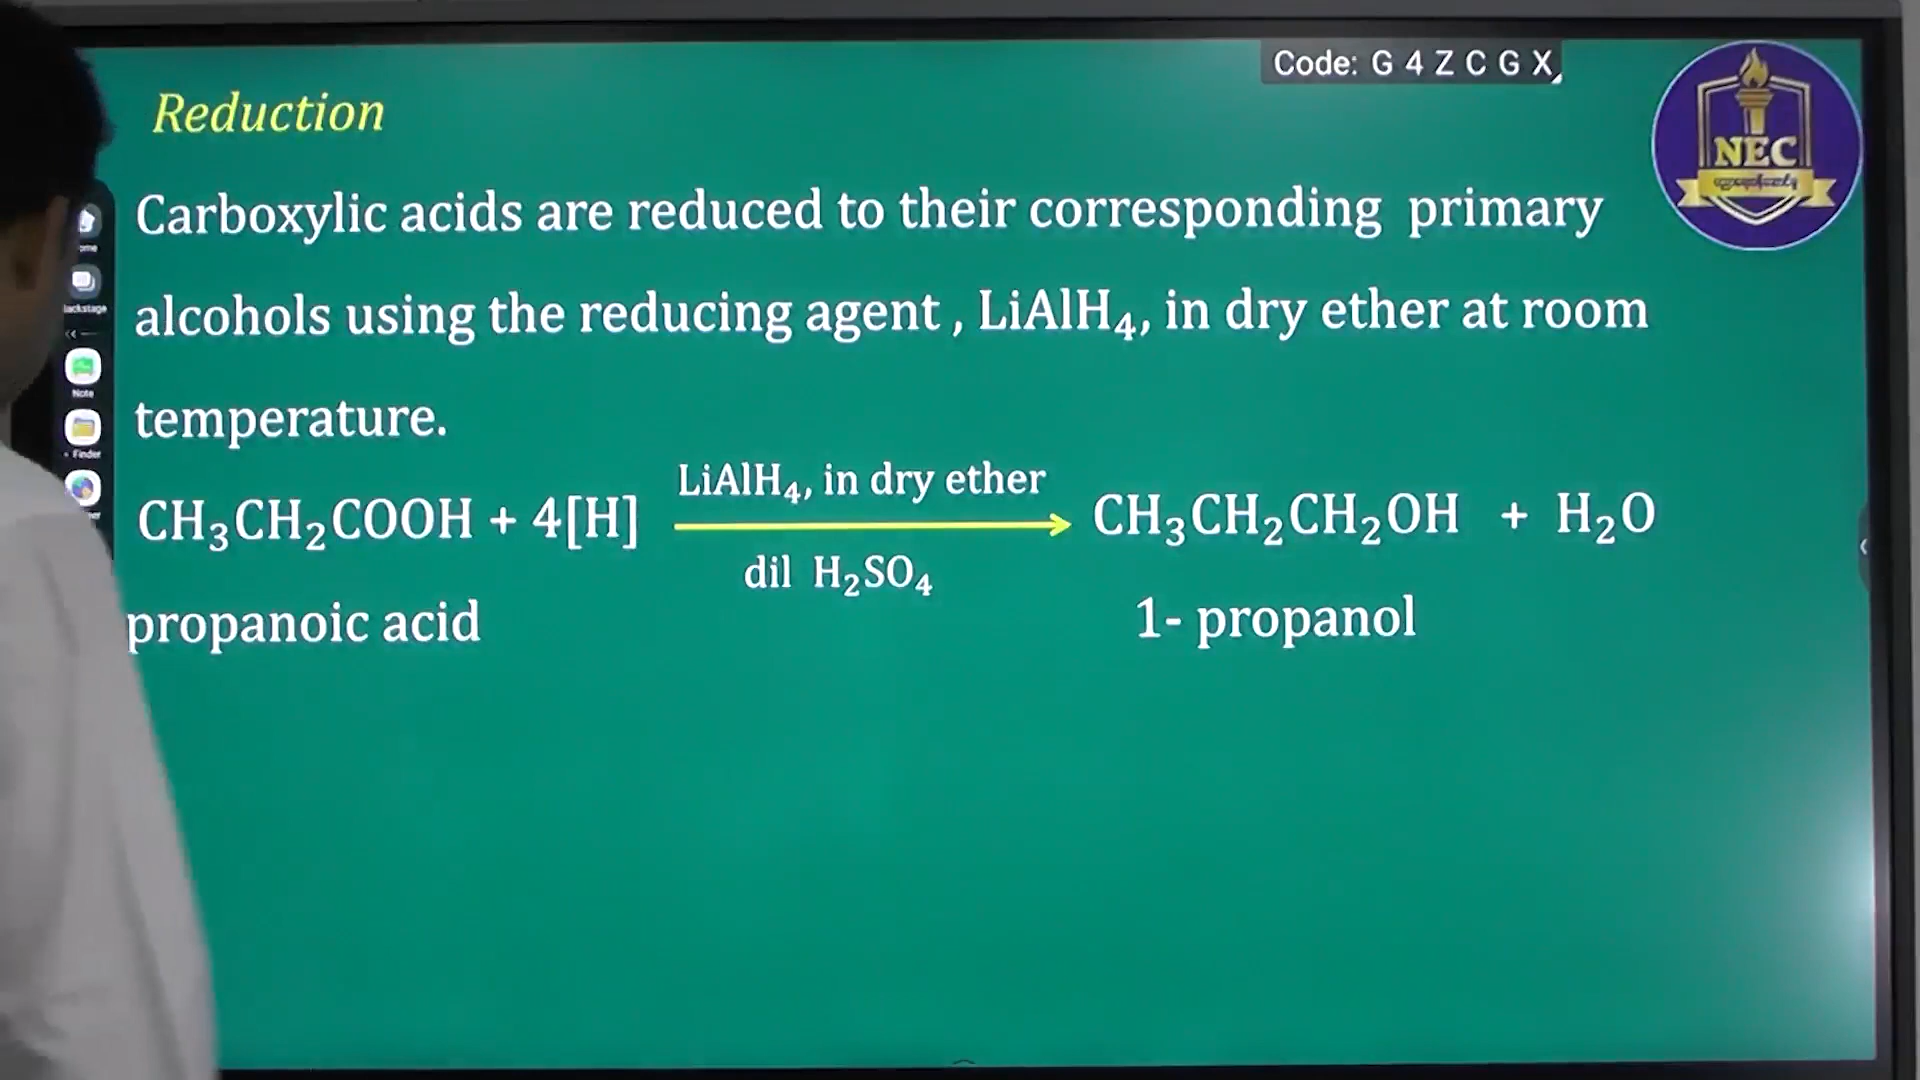 Code: G 4 Z C G X
Reduction
NEC
Carboxylic acids are reduced to their corresponding primary
alcohols using the reducing agent , LiAlH₄, in dry ether at room
temperature.
LiAlH₄, in dry ether
CH₃CH₂COOH + 4[H] → CH₃CH₂CH₂OH + H₂O
dil H₂SO₄
propanoic acid
1- propanol
Note
Finder